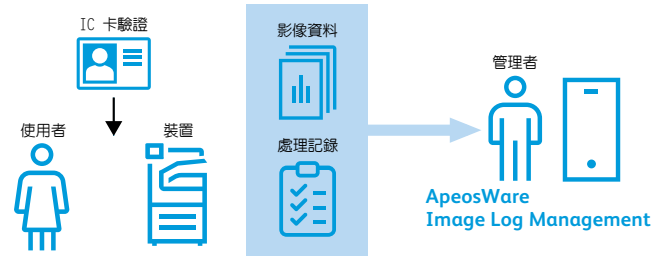 IC 卡驗證
使用者
裝置
影像資料
處理記錄
管理者
ApeosWare
Image Log Management